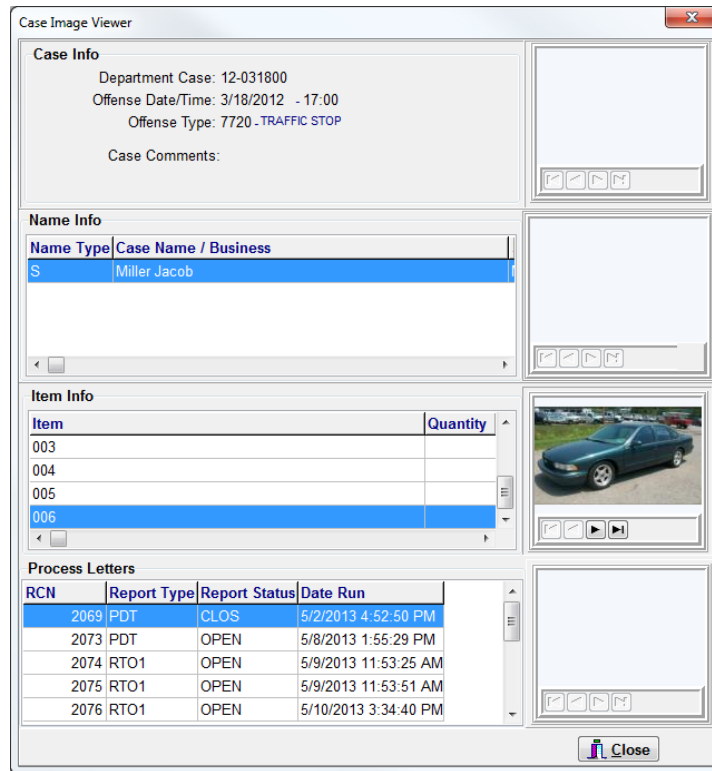 Case Image Viewer
Case Info
Department Case: 12-031800
Offense Date/Time: 3/18/2012 - 17:00
Offense Type: 7720 - TRAFFIC STOP
Case Comments:
Name Info
Name Type Case Name / Business
S Miller Jacob
Item Info
Item Quantity
003
004
005
006
Process Letters
RCN Report Type Report Status Date Run
2069 PDT CLOS 5/2/2013 4:52:50 PM
2073 PDT OPEN 5/8/2013 1:55:29 PM
2074 RTO1 OPEN 5/9/2013 11:53:25 AM
2075 RTO1 OPEN 5/9/2013 11:53:51 AM
2076 RTO1 OPEN 5/10/2013 3:34:40 PM
Close